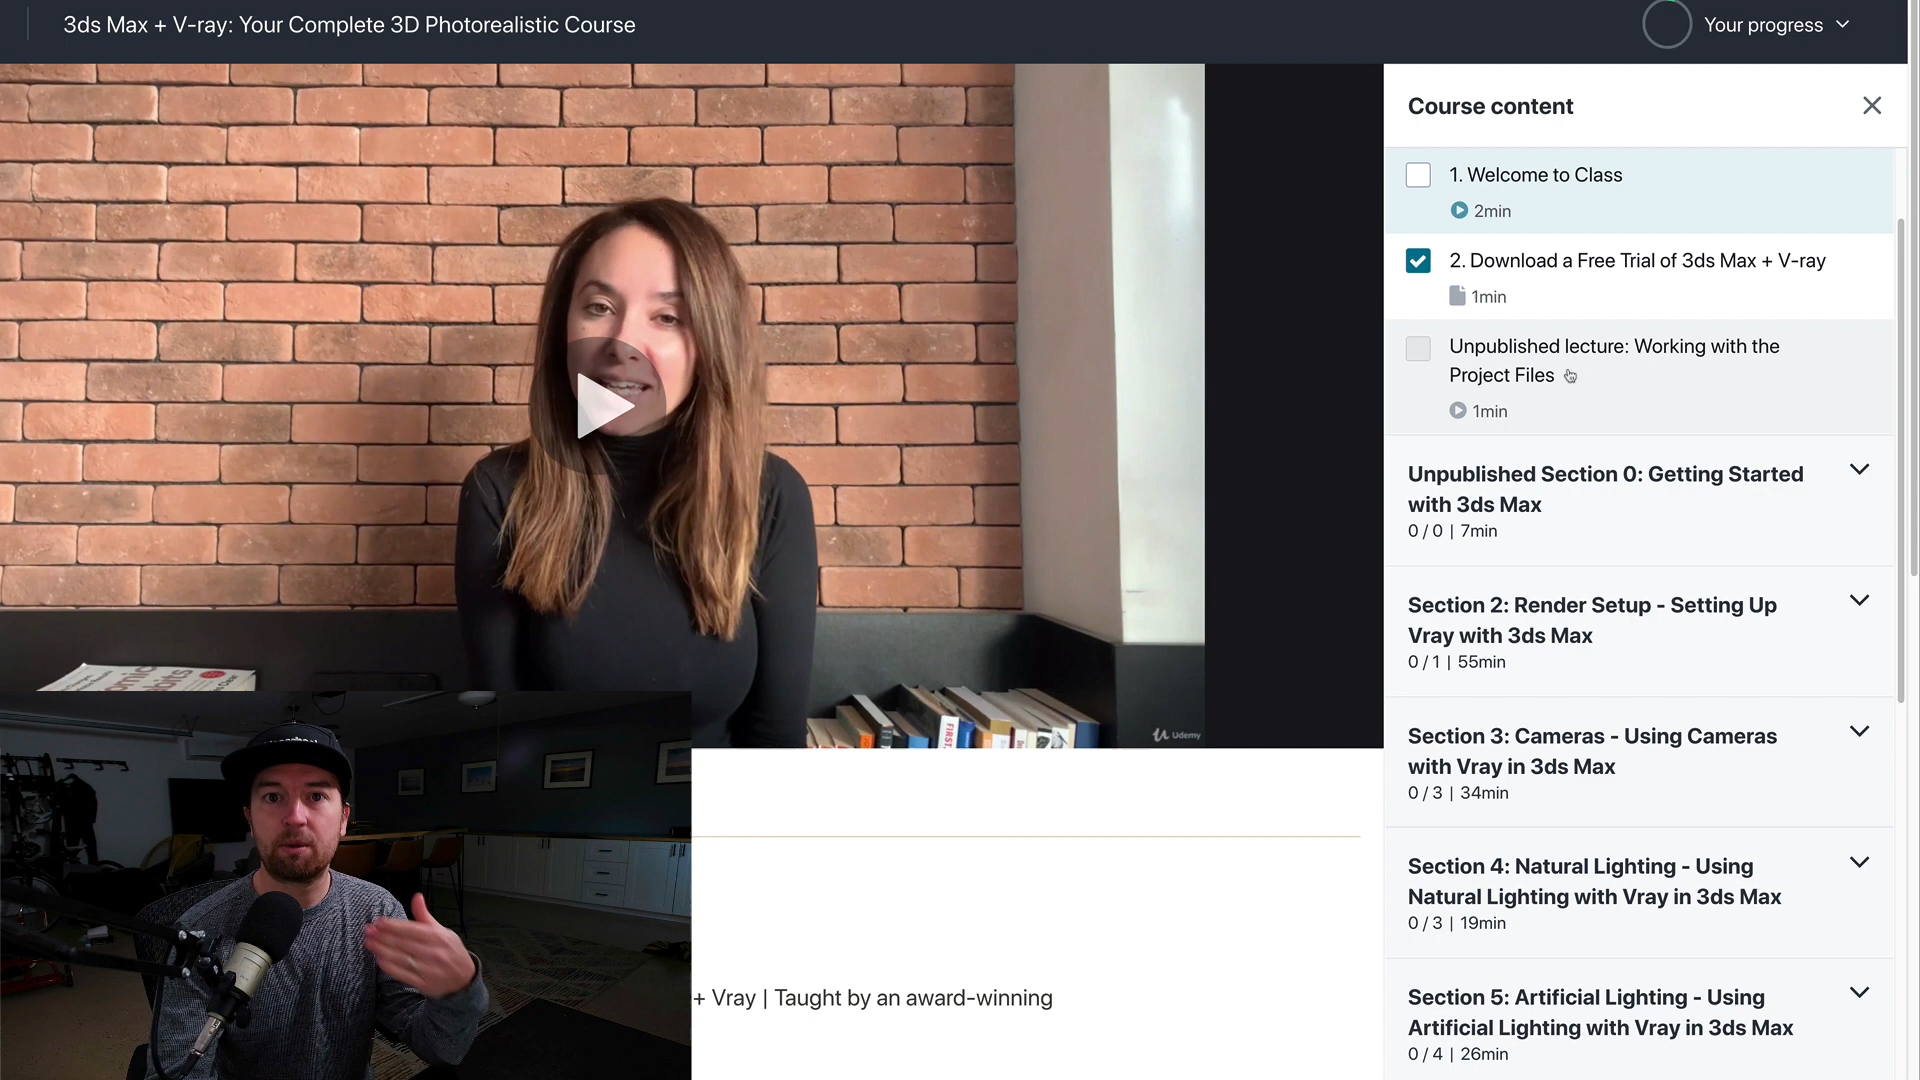 3ds Max + V-ray: Your Complete 3D Photorealistic Course
Your progress
Course content
1. Welcome to Class
2min
2. Download a Free Trial of 3ds Max + V-ray
1min
Unpublished lecture: Working with the
Project Files
1min
Unpublished Section 0: Getting Started
with 3ds Max
0 / 0 | 7min
Section 2: Render Setup - Setting Up
Vray with 3ds Max
0 / 1 | 55min
Section 3: Cameras - Using Cameras
with Vray in 3ds Max
0 / 3 | 34min
Section 4: Natural Lighting - Using
Natural Lighting with Vray in 3ds Max
0 / 3 | 19min
Section 5: Artificial Lighting - Using
Artificial Lighting with Vray in 3ds Max
0 / 4 | 26min
FIRST
Udemy
+ Vray | Taught by an award-winning